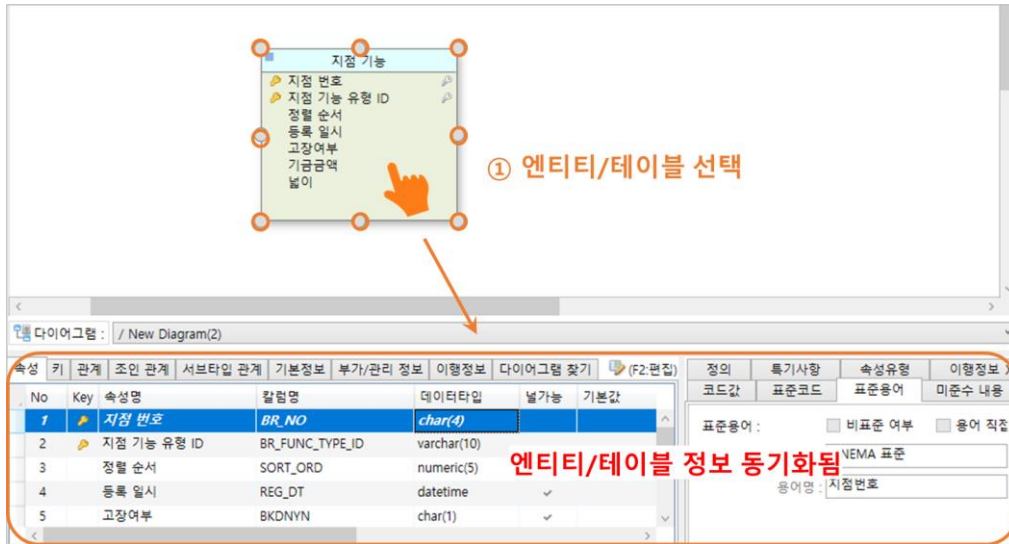 지점 기능
지점 번호
지점 기능 유형 ID
정렬 순서
등록 일시
고장여부
기금금액
넓이
① 엔티티/테이블 선택
다이어그램 : / New Diagram(2)
속성 키 관계 조인 관계 서브타입 관계 기본정보 부가/관리 정보 이행정보 다이어그램 찾기 (F2:편집)
정의 특기사항 속성유형 이행정보
코드값 표준코드 표준용어 미준수 내용
No Key 속성명 칼럼명 데이터타입 널가능 기본값
1 지점 번호 BR_NO char(4)
2 지점 기능 유형 ID BR_FUNC_TYPE_ID varchar(10)
3 정렬 순서 SORT_ORD numeric(5)
4 등록 일시 REG_DT datetime
5 고장여부 BKDNYN char(1)
표준용어 : 비표준 여부 용어 직접
표준
용어명 : 지점번호
엔티티/테이블 정보 동기화됨